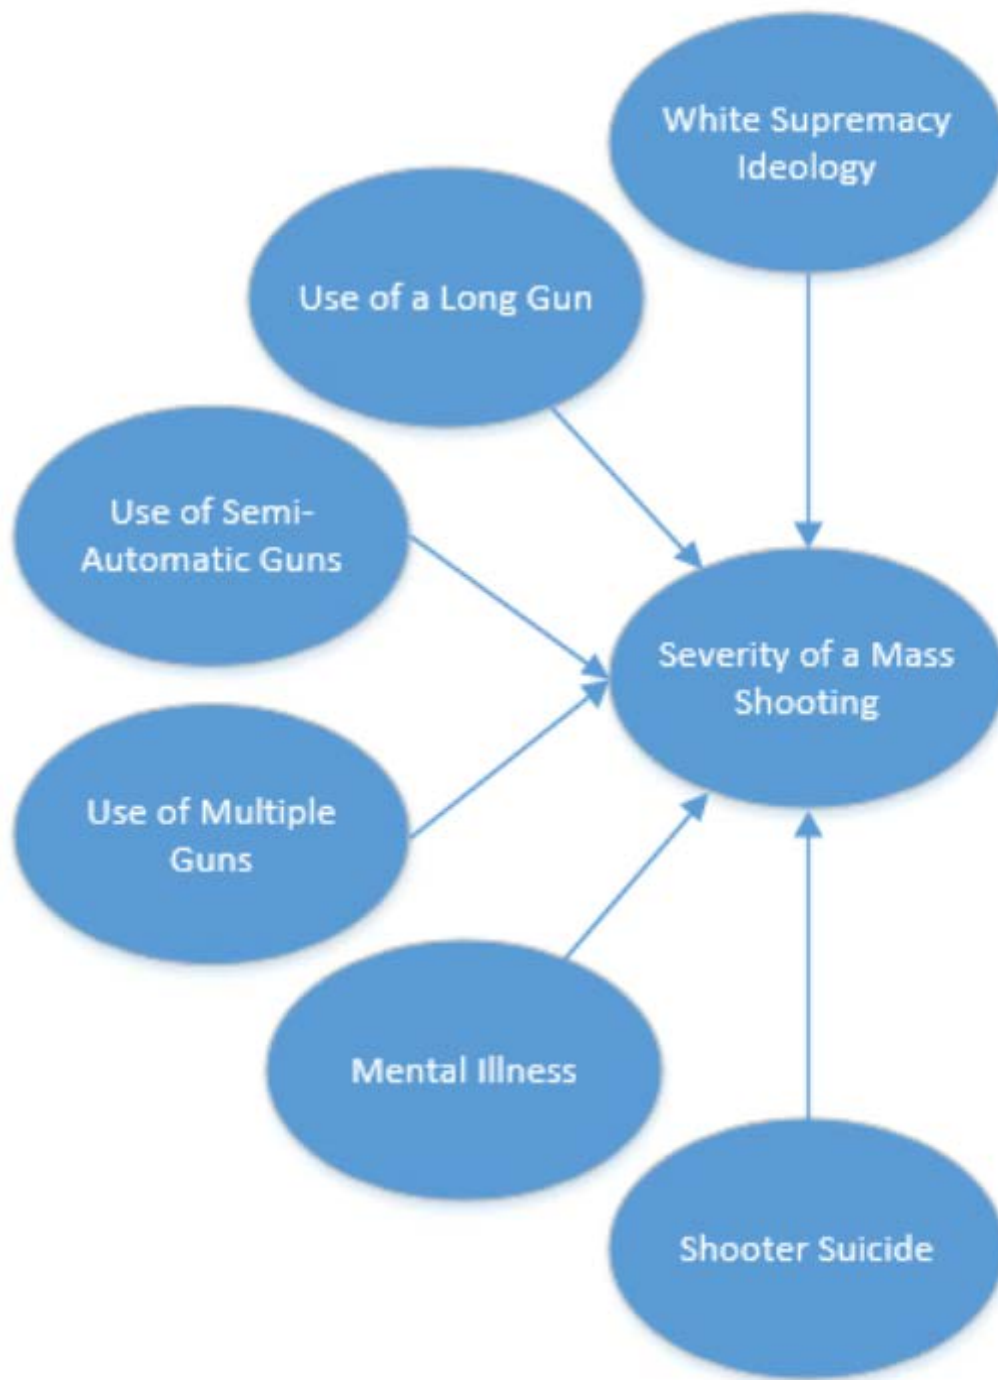 White Supremacy
Ideology
Use of a Long Gun
Use of Semi-
Automatic Guns
Severity of a Mass
Shooting
Use of Multiple
Guns
Mental Illness
Shooter Suicide